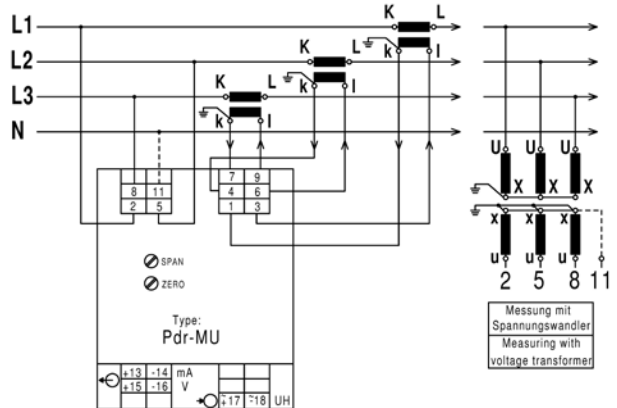 L1
K L
k l
L2
K L
k l
L3
K L
k l
N
U U U
X X X
x x x
u u u
2 5 8 11
7 9
8 11 4 6
2 5 1 3
SPAN
ZERO
Type:
Pdr-MU
+13 -14 mA
+15 -16 V
~+17 ~-18 UH
Messung mit
Spannungswandler
Measuring with
voltage transformer